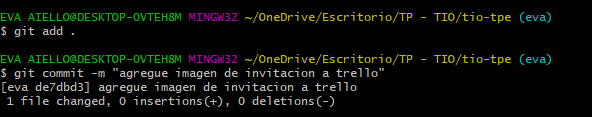 EVA AIELLO@DESKTOP-OVTEH8M MINGW32 ~/OneDrive/Escritorio/TP - TIO/tio-tpe (eva)
$ git add .
EVA AIELLO@DESKTOP-OVTEH8M MINGW32 ~/OneDrive/Escritorio/TP - TIO/tio-tpe (eva)
$ git commit -m "agregue imagen de invitacion a trello"
[eva de7dbd3] agregue imagen de invitacion a trello
1 file changed, 0 insertions(+), 0 deletions(-)